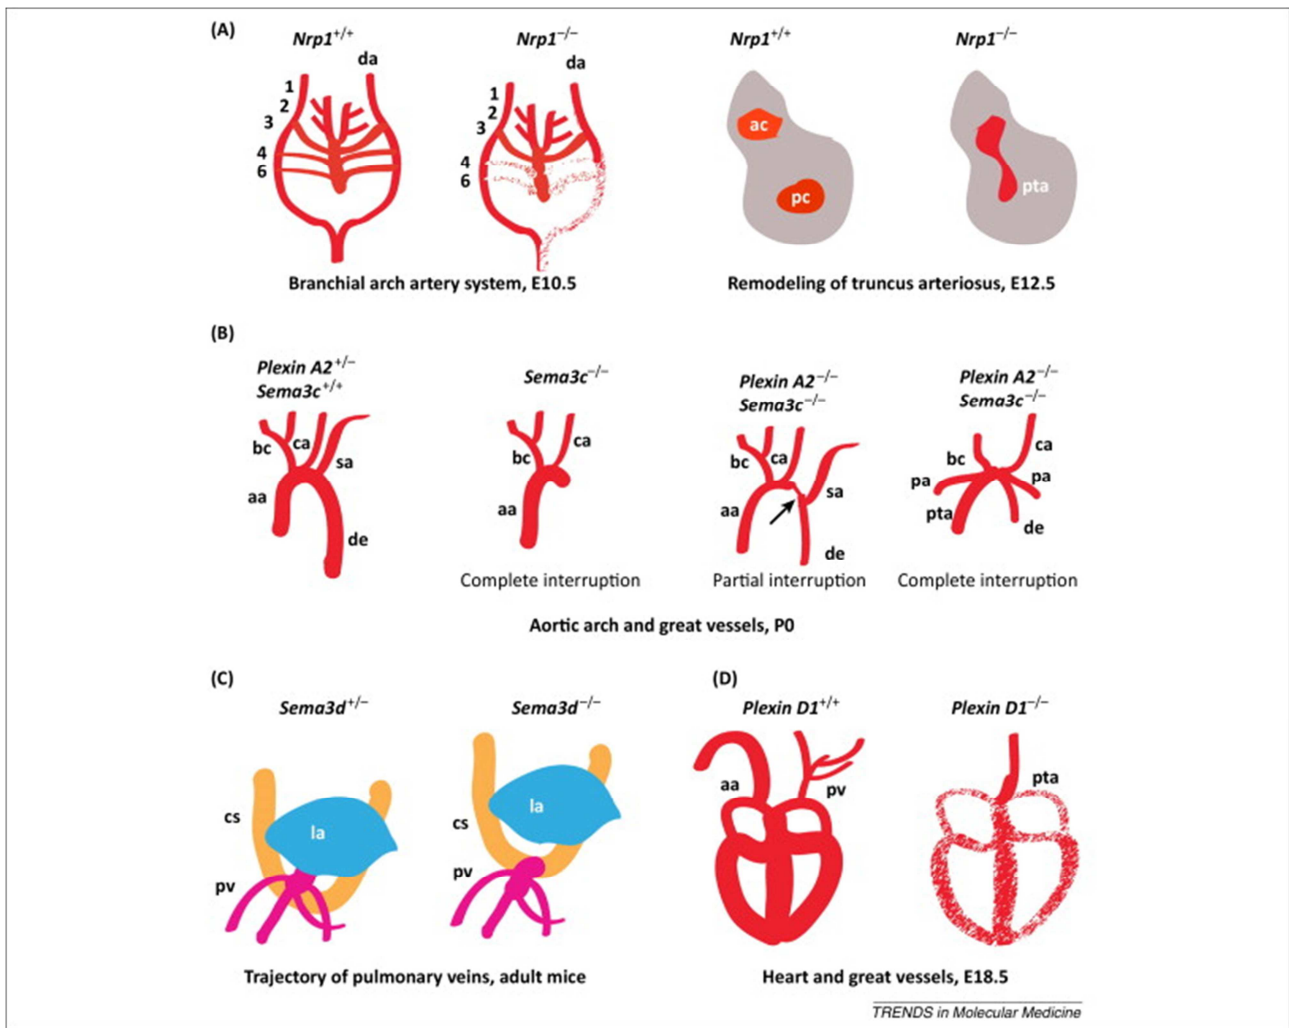 (A)
Nrp1+/+
Nrp1−/−
Nrp1+/+
Nrp1−/−
da
1
2
3
4
6
da
1
2
3
4
6
ac
pc
pta
Branchial arch artery system, E10.5
Remodeling of truncus arteriosus, E12.5
(B)
Plexin A2+/−
Sema3c+/+
Sema3c−/−
Plexin A2−/−
Sema3c−/−
Plexin A2−/−
Sema3c−/−
bc
ca
sa
aa
de
bc
ca
aa
bc
ca
sa
aa
de
bc
ca
pa
pa
pta
de
Complete interruption
Partial interruption
Complete interruption
Aortic arch and great vessels, P0
(C)
Sema3d+/−
Sema3d−/−
cs
la
pv
cs
la
pv
Trajectory of pulmonary veins, adult mice
(D)
Plexin D1+/+
Plexin D1−/−
aa
pv
pta
Heart and great vessels, E18.5
TRENDS in Molecular Medicine